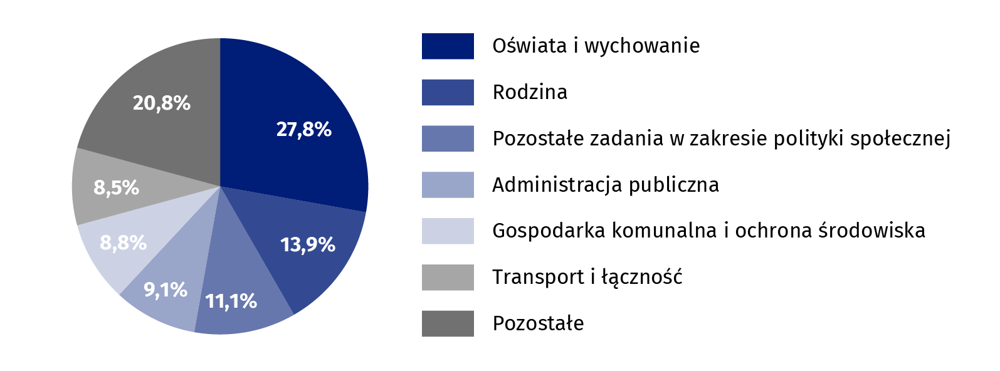 27,8%
13,9%
11,1%
9,1%
8,8%
8,5%
20,8%
Oświata i wychowanie
Rodzina
Pozostałe zadania w zakresie polityki społecznej
Administracja publiczna
Gospodarka komunalna i ochrona środowiska
Transport i łączność
Pozostałe